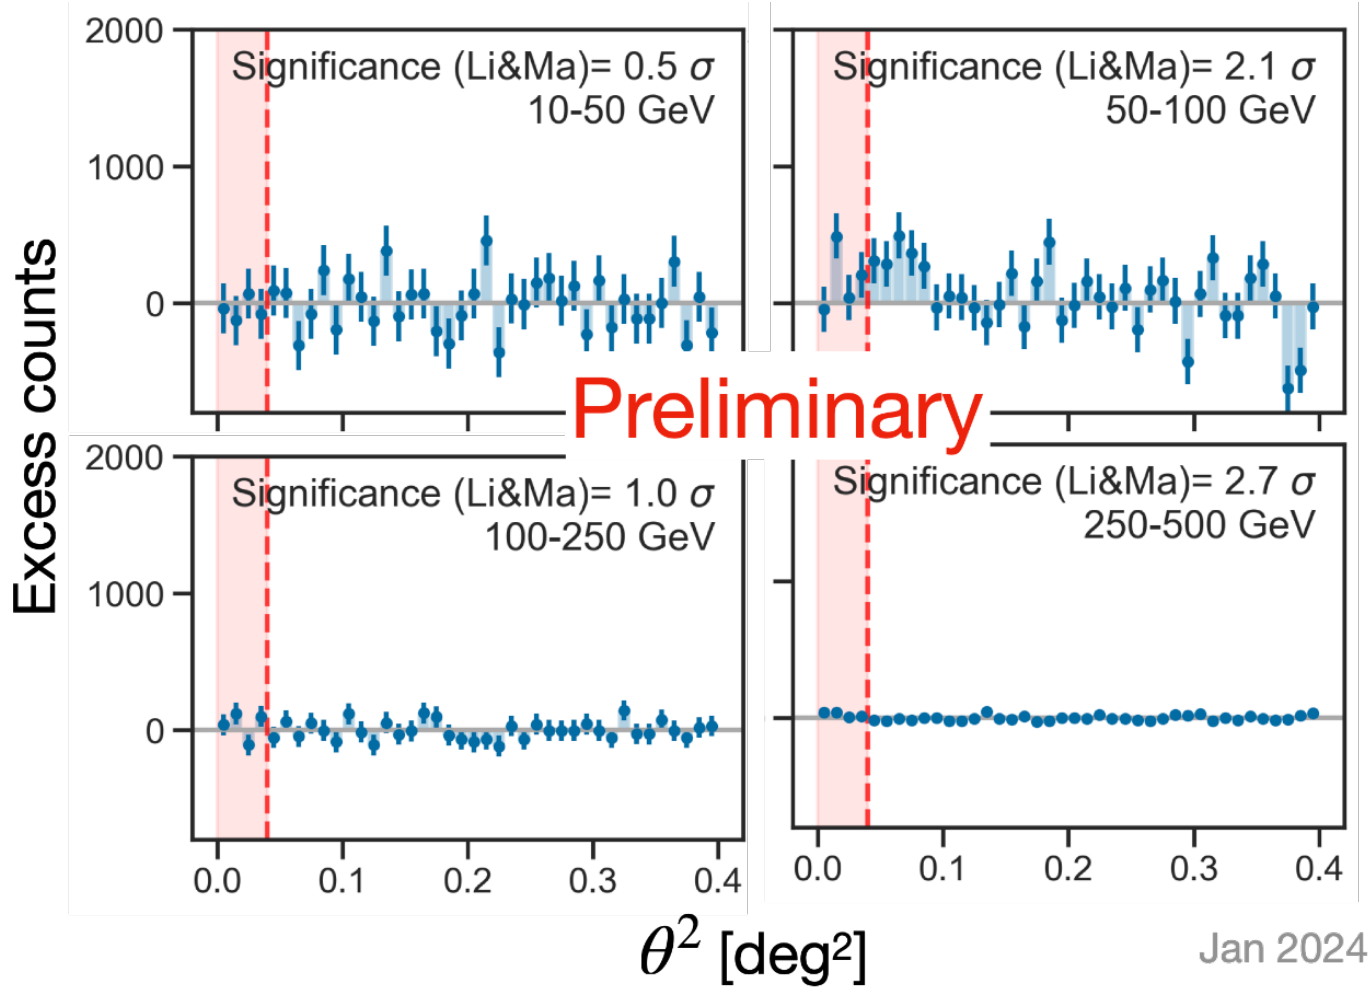 2000
Significance (Li&Ma)= 0.5 σ
10-50 GeV
1000
0
Significance (Li&Ma)= 2.1 σ
50-100 GeV
Excess counts
Preliminary
2000
Significance (Li&Ma)= 1.0 σ
100-250 GeV
1000
0
0.0 0.1 0.2 0.3 0.4
Significance (Li&Ma)= 2.7 σ
250-500 GeV
0.0 0.1 0.2 0.3 0.4
θ² [deg²]
Jan 2024